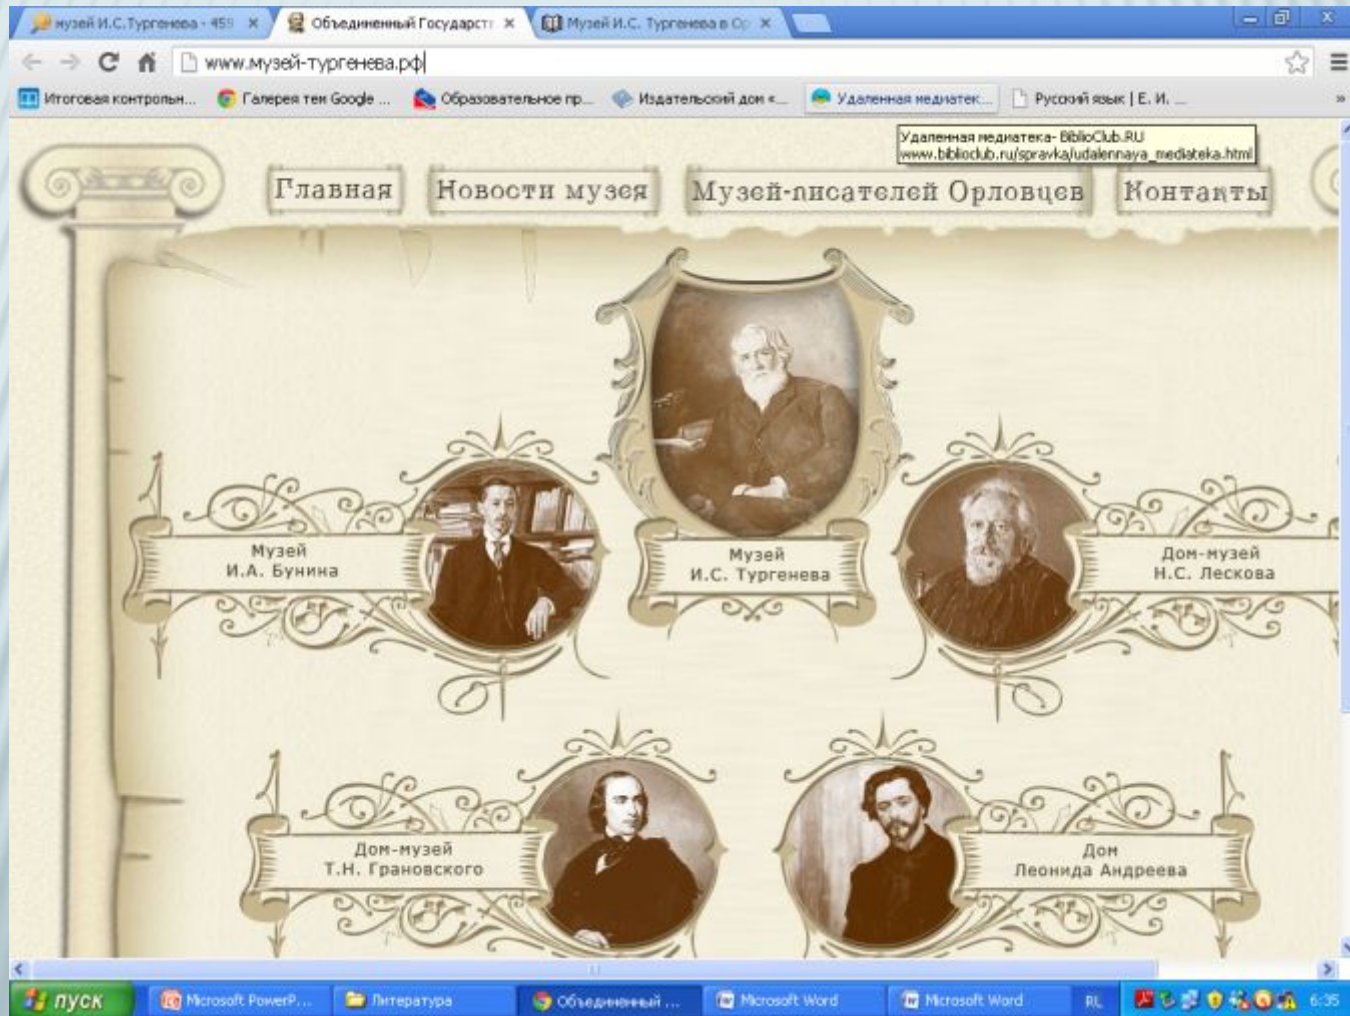 музей И.С.Тургенева - 459
Объединенный Государст
Музей И.С. Тургенева в Ор
www.музей-тургенева.рф
Итоговая контрольн...
Галерея тем Google ...
Образовательное пр...
Издательский дом «...
Удаленная медиатек...
Русский язык | Е. И. ...
»
Удаленная медиатека- BiblioClub.RU
www.biblioclub.ru/spravka/udalennaya_mediateka.html
Главная
Новости музея
Музей-писателей Орловцев
Контакты
Музей
И.С. Тургенева
Музей
И.А. Бунина
Дом-музей
Н.С. Лескова
Дом-музей
Т.Н. Грановского
Дом
Леонида Андреева
пуск
Microsoft PowerP...
Литература
Объединенный ...
Microsoft Word
Microsoft Word
RL
6:35